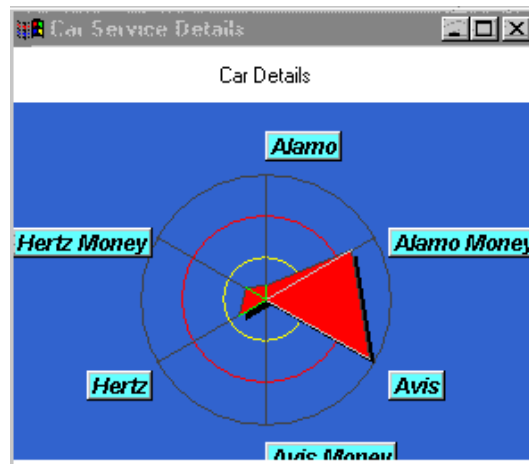 Car Service Details
Car Details
Alamo
Hertz Money
Alamo Money
Hertz
Avis
Avis Money